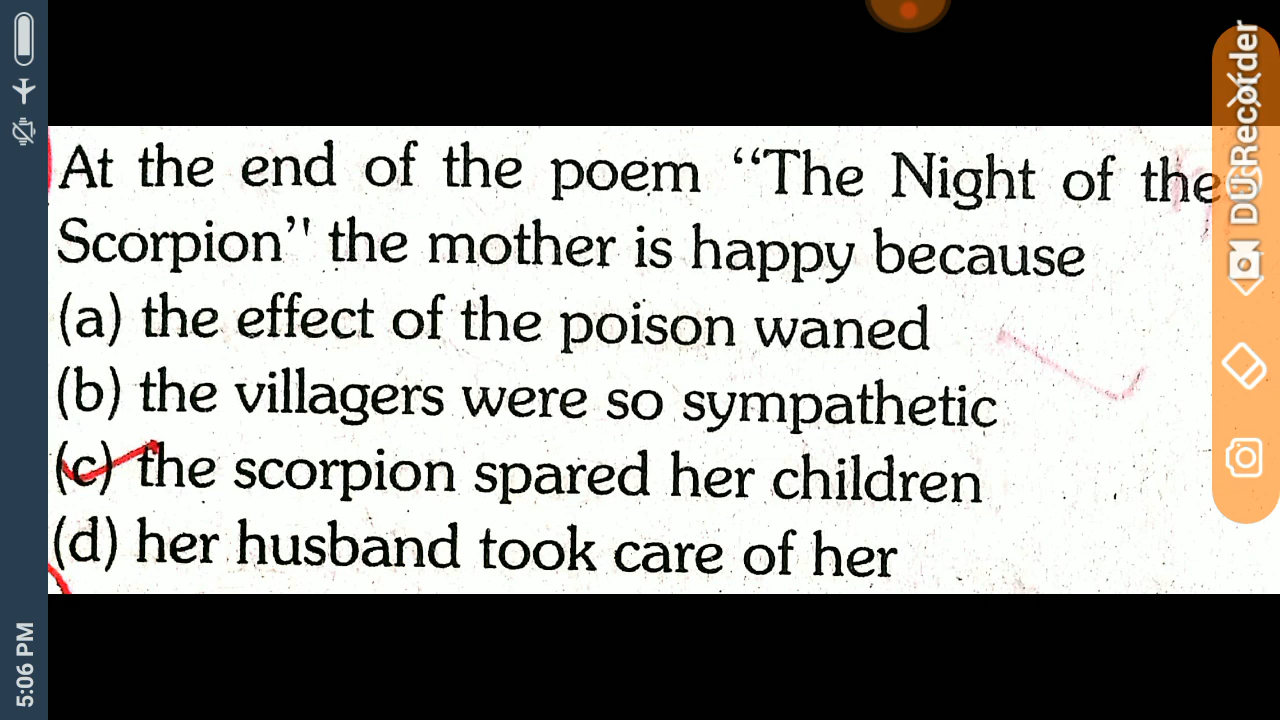 At the end of the poem “The Night of the
Scorpion” the mother is happy because
(a) the effect of the poison waned
(b) the villagers were so sympathetic
(c) the scorpion spared her children
(d) her husband took care of her
DU Recorder
5:06 PM